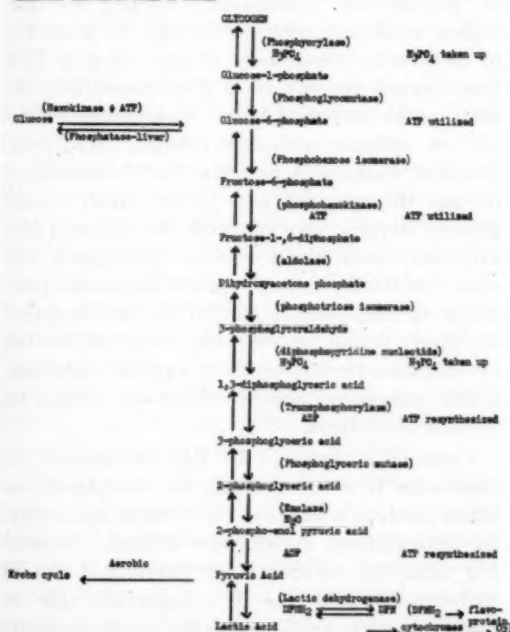 GLYCOGEN
(Phosphorylase)
H₃PO₄ H₃PO₄ taken up
Glucose-1-phosphate
(Phosphoglycomutase)
(Hexokinase + ATP)
Glucose Glucose-6-phosphate ATP utilized
(Phosphatase-liver)
(Phosphohexose isomerase)
Fructose-6-phosphate
(phosphohexokinase)
ATP ATP utilized
Fructose-1,6-diphosphate
(aldolase)
Dihydroxyacetone phosphate
(phosphotriose isomerase)
3-phosphoglyceraldehyde
(diphosphopyridine nucleotide)
H₃PO₄ H₃PO₄ taken up
1,3-diphosphoglyceric acid
(Transphosphorylase)
ADP ATP resynthesized
3-phosphoglyceric acid
(Phosphoglyceric mutase)
2-phosphoglyceric acid
(Enolase)
H₂O
2-phospho-enol pyruvic acid
ADP ATP resynthesized
Aerobic
Krebs cycle Pyruvic Acid
(Lactic dehydrogenase)
DPNH₂ DPN (DPNH₂ flavo-
protein
cytochromes O₂)
Lactic Acid